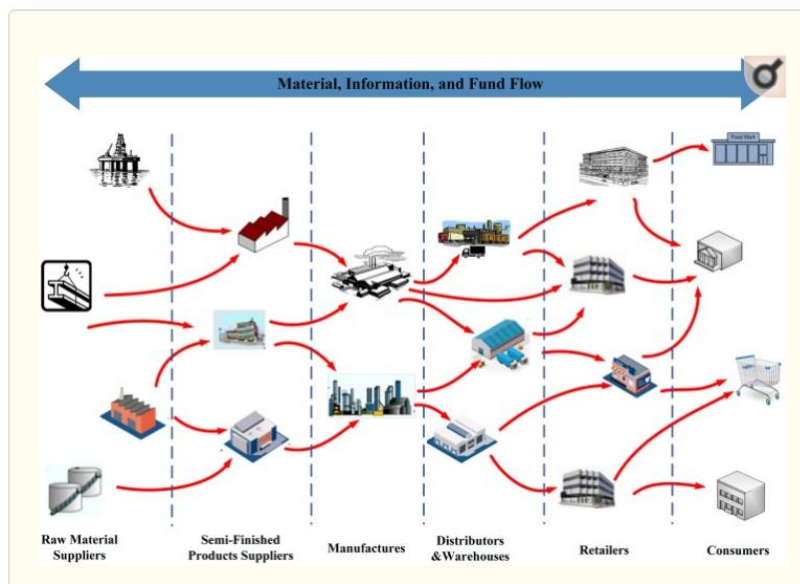 Material, Information, and Fund Flow
Food Mart
Raw Material
Suppliers
Semi-Finished
Products Suppliers
Manufactures
Distributors
&Warehouses
Retailers
Consumers